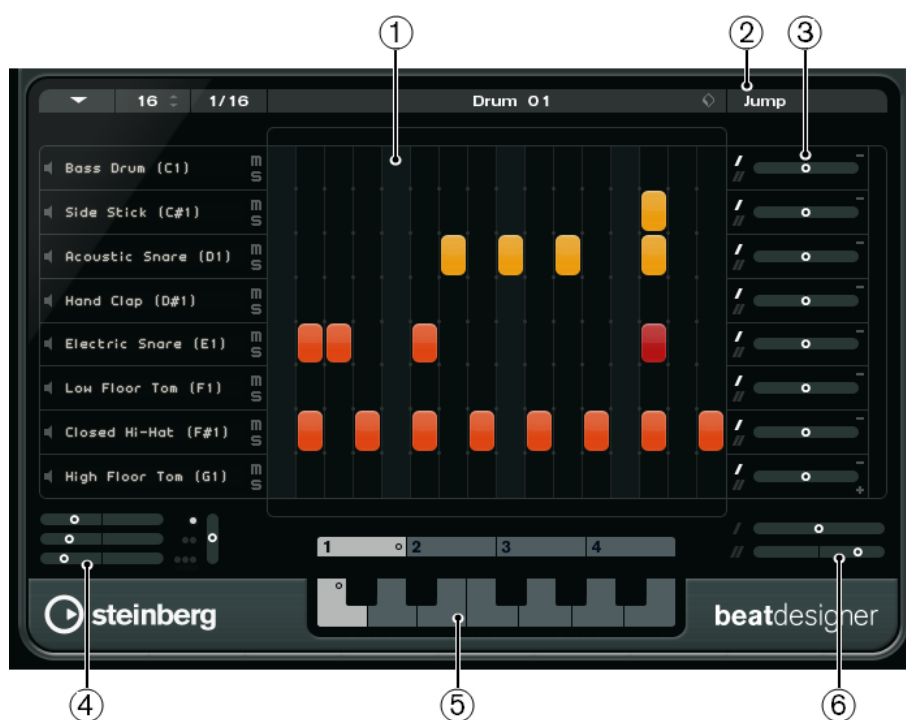 ① ② ③
16 1/16 Drum 01 Jump
Bass Drum (C1) m s
Side Stick (C#1) m s
Acoustic Snare (D1) m s
Hand Clap (D#1) m s
Electric Snare (E1) m s
Low Floor Tom (F1) m s
Closed Hi-Hat (F#1) m s
High Floor Tom (G1) m s
1 2 3 4
steinberg beatdesigner
④ ⑤ ⑥